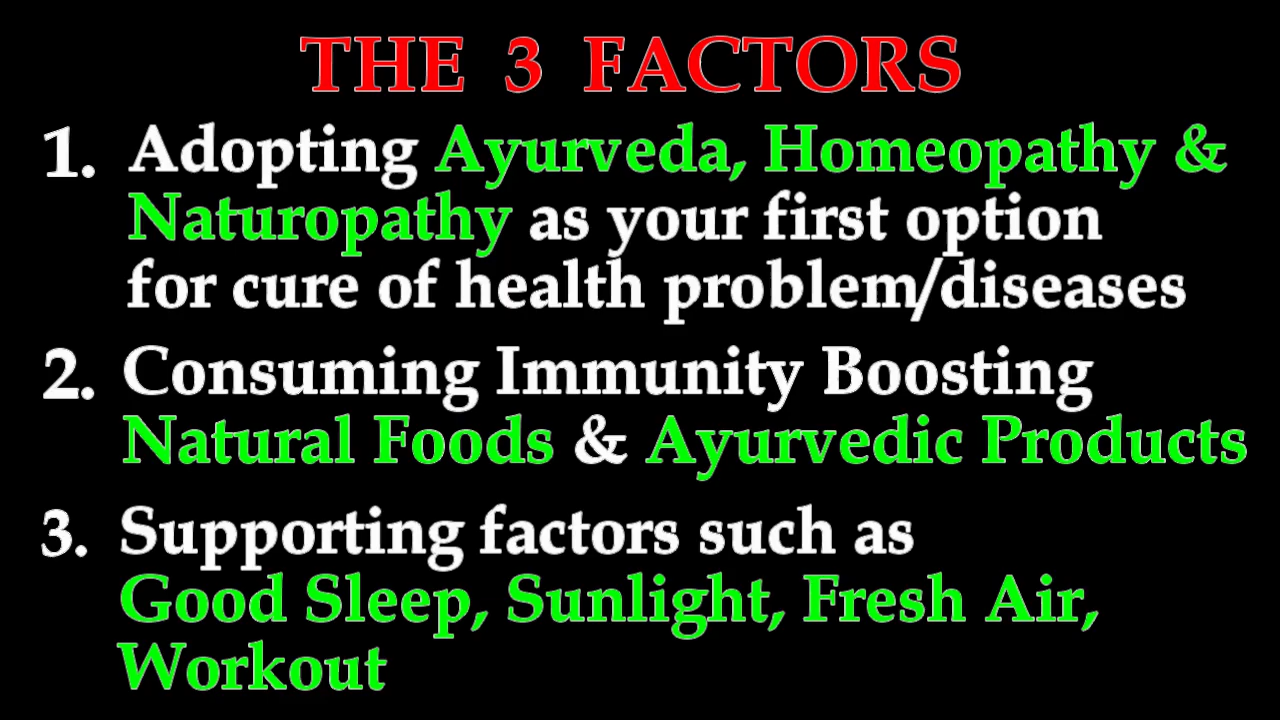 THE 3 FACTORS
1. Adopting Ayurveda, Homeopathy &
Naturopathy as your first option
for cure of health problem/diseases
2. Consuming Immunity Boosting
Natural Foods & Ayurvedic Products
3. Supporting factors such as
Good Sleep, Sunlight, Fresh Air,
Workout